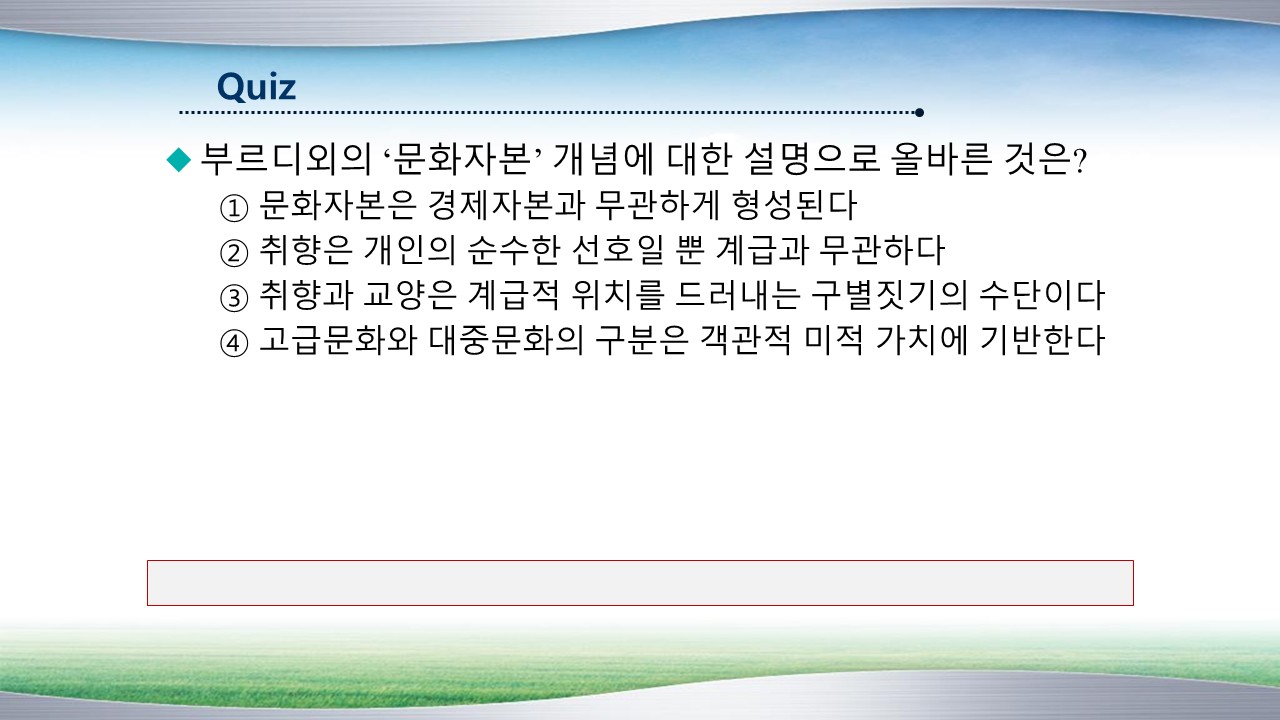 Quiz
◆ 부르디외의 ‘문화자본’ 개념에 대한 설명으로 올바른 것은?
① 문화자본은 경제자본과 무관하게 형성된다
② 취향은 개인의 순수한 선호일 뿐 계급과 무관하다
③ 취향과 교양은 계급적 위치를 드러내는 구별짓기의 수단이다
④ 고급문화와 대중문화의 구분은 객관적 미적 가치에 기반한다